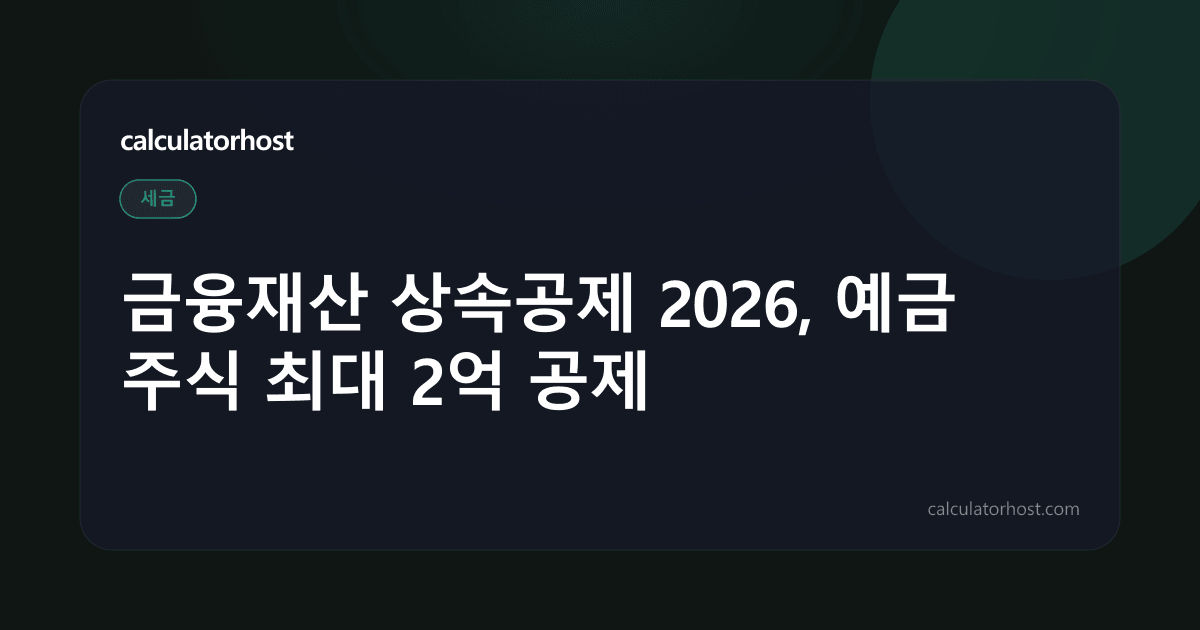 calculatorhost
세금
금융재산 상속공제 2026, 예금
주식 최대 2억 공제
calculatorhost.com